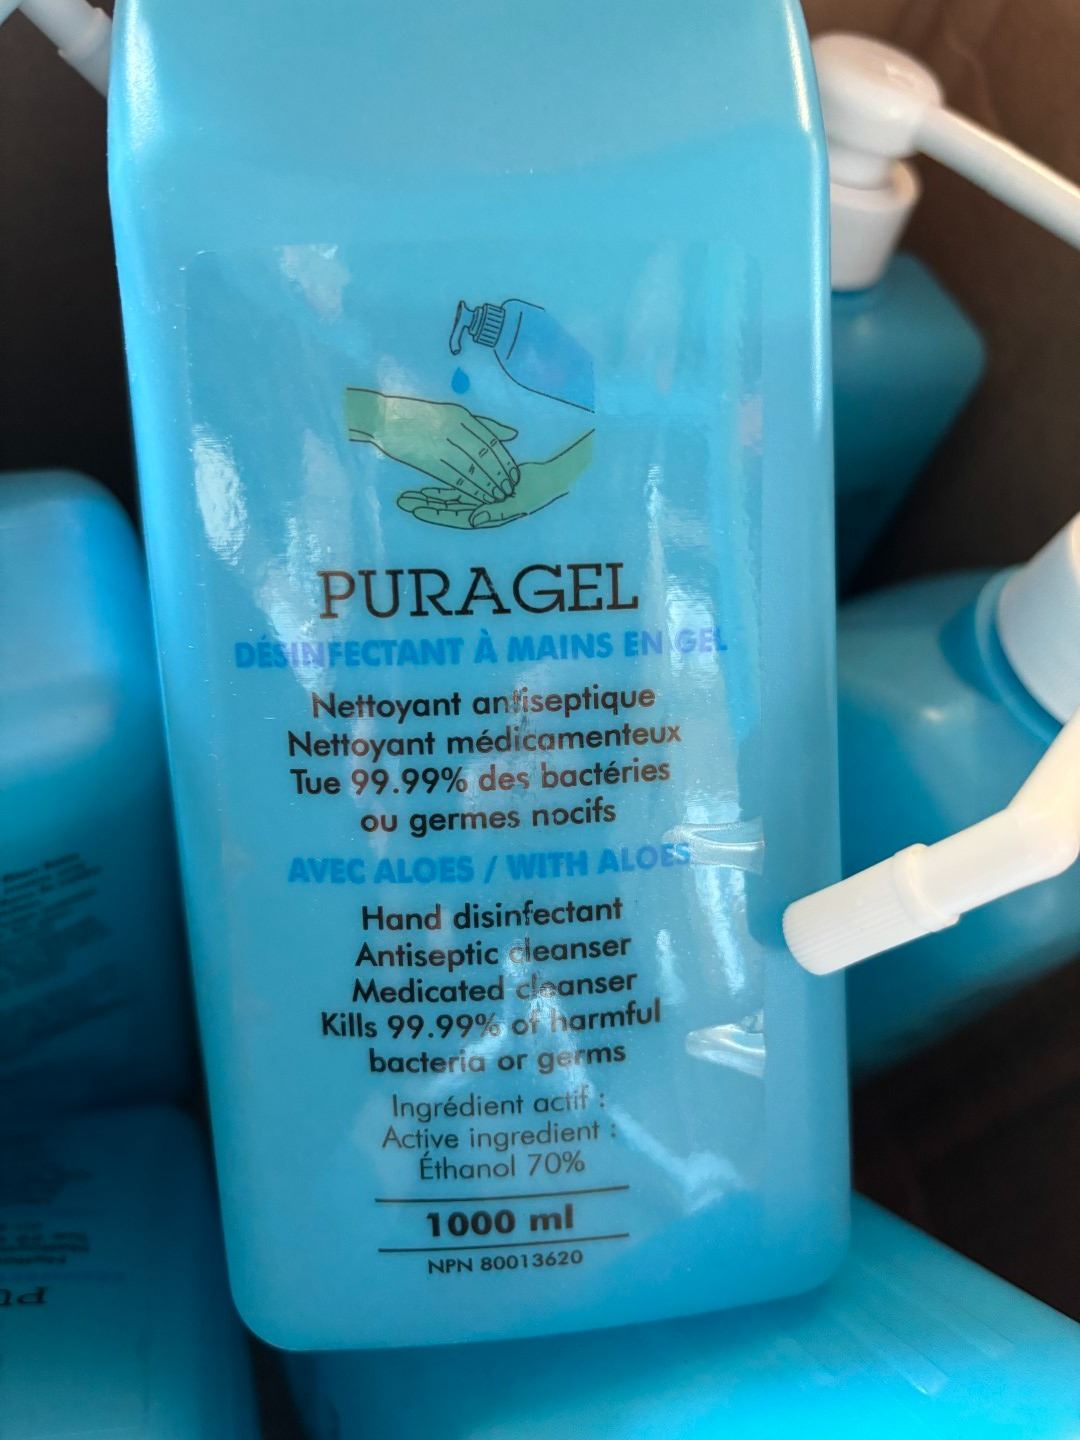 PURAGEL
DÉSINFECTANT À MAINS EN GEL
Nettoyant antiseptique
Nettoyant médicamenteux
Tue 99.99% des bactéries
ou germes nocifs
AVEC ALOES / WITH ALOES
Hand disinfectant
Antiseptic cleanser
Medicated cleanser
Kills 99.99% of harmful
bacteria or germs
Ingrédient actif :
Active ingredient :
Éthanol 70%
1000 ml
NPN 80013620